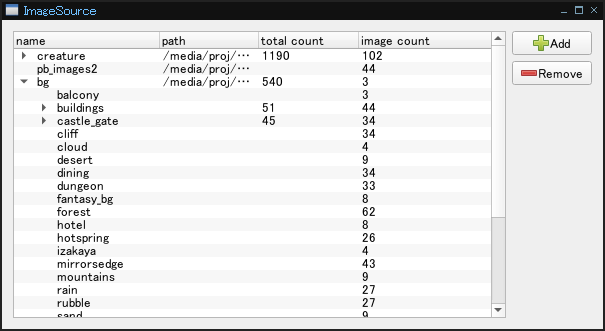 ImageSource
name path total count image count
creature /media/proj/··· 1190 102
pb_images2 44
bg /media/proj/··· 540 3
balcony 3
buildings 51 44
castle_gate 45 34
cliff 34
cloud 4
desert 9
dining 34
dungeon 33
fantasy_bg 8
forest 62
hotel 8
hotspring 26
izakaya 4
mirrorsedge 43
mountains 9
rain 27
rubble 27
sand 9
Add
Remove